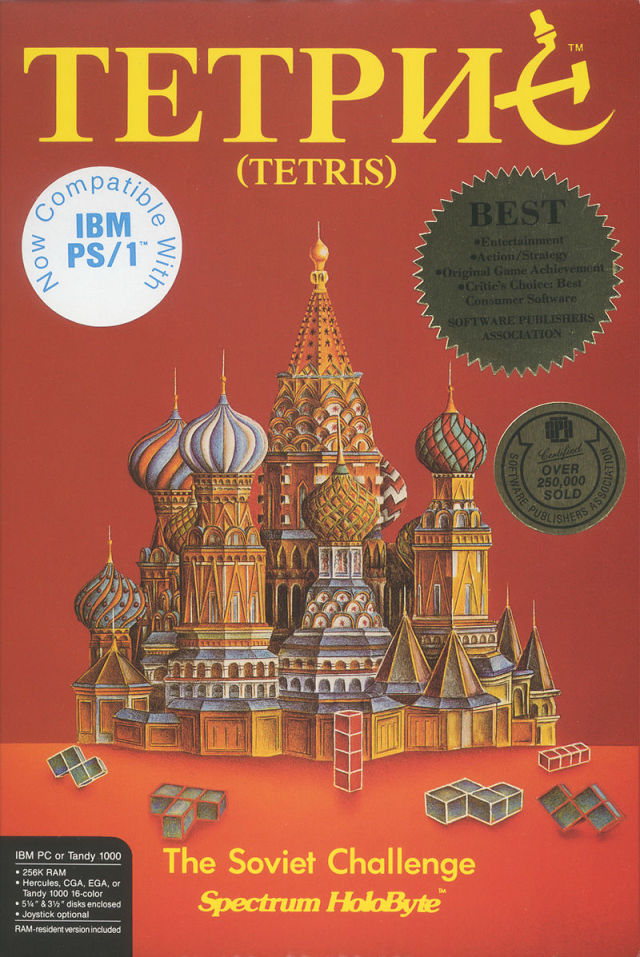 ТЕТРИС™
(TETRIS)
Now Compatible With
IBM
PS/1™
BEST
•Entertainment
•Action/Strategy
•Original Game Achievement
•Critic's Choice: Best
Consumer Software
SOFTWARE PUBLISHERS
ASSOCIATION
SPA
Certified
OVER
250,000
SOLD
SOFTWARE PUBLISHERS ASSOCIATION
The Soviet Challenge
Spectrum HoloByte™
IBM PC or Tandy 1000
• 256K RAM
• Hercules, CGA, EGA, or
Tandy 1000 16-color
• 5¼" & 3½" disks enclosed
• Joystick optional
RAM-resident version included